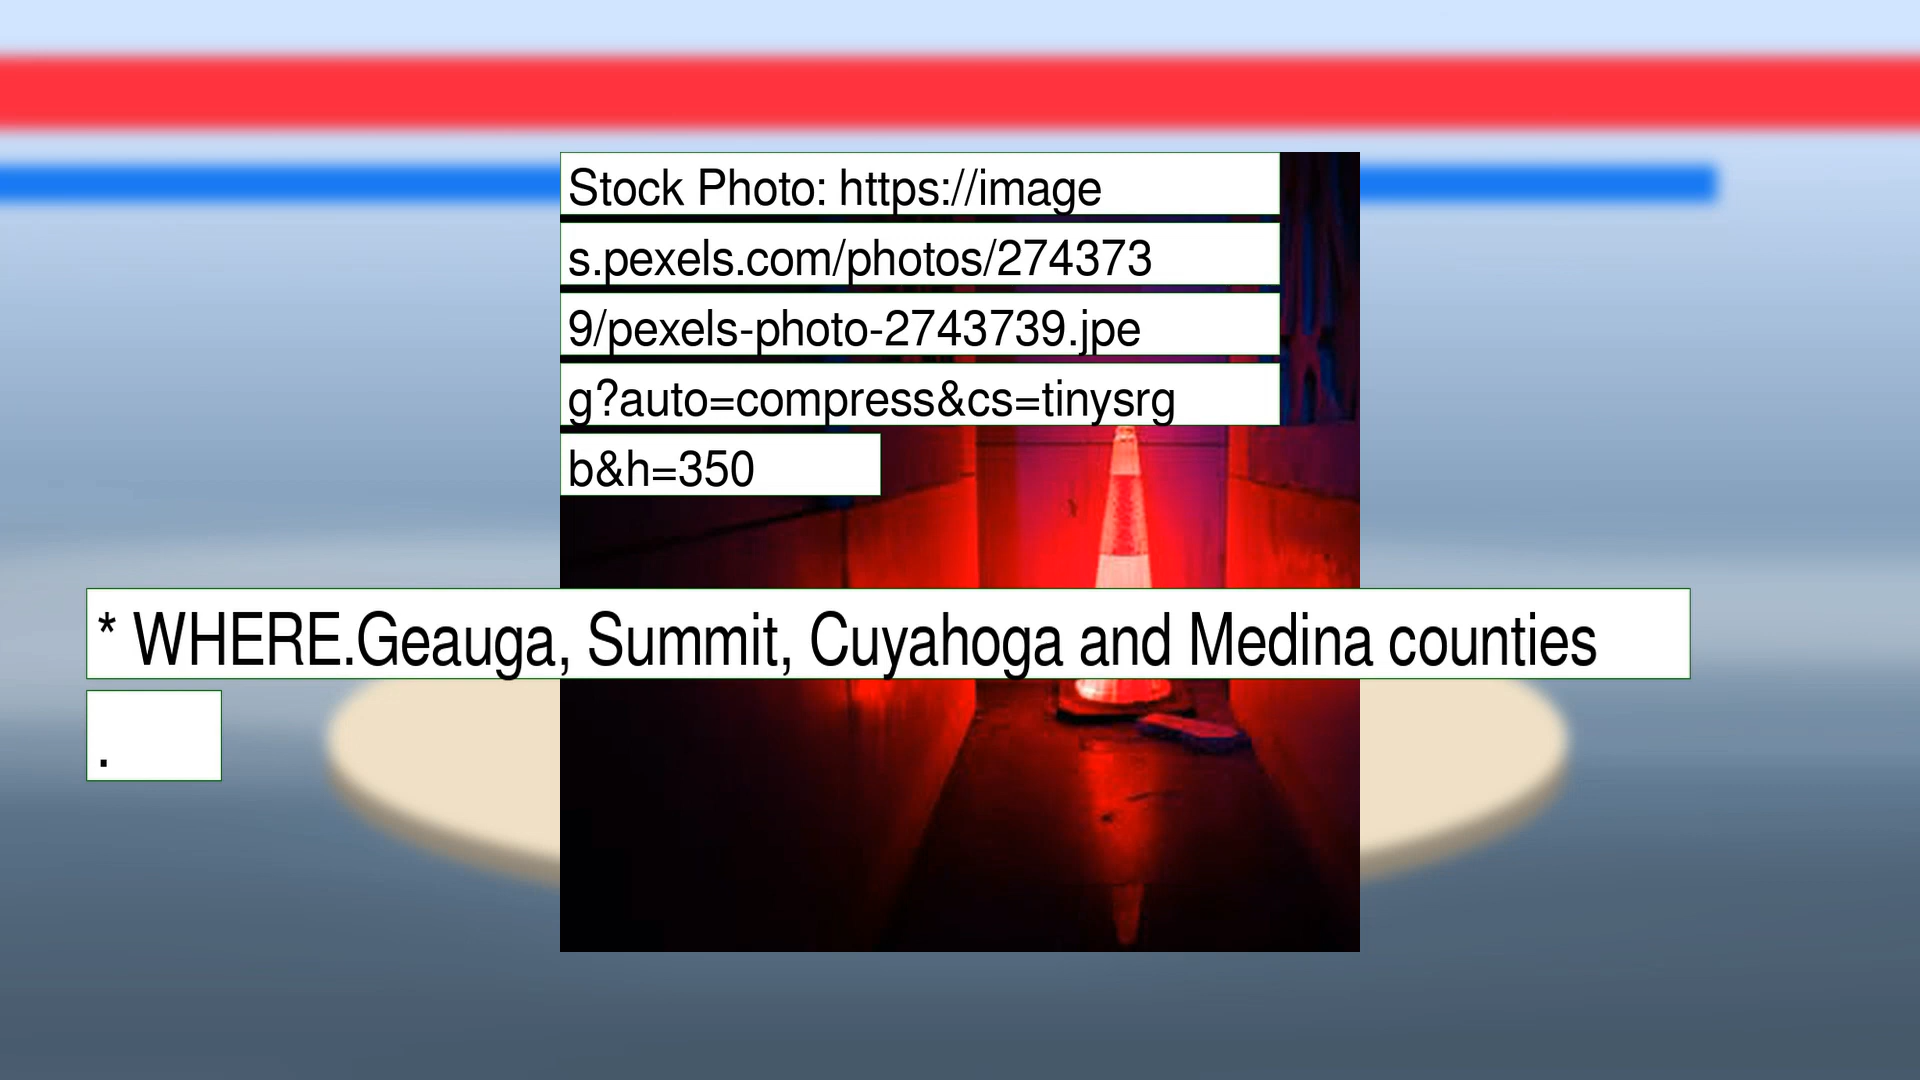 Stock Photo: https://image
s.pexels.com/photos/274373
9/pexels-photo-2743739.jpe
g?auto=compress&cs=tinysrg
b&h=350
* WHERE.Geauga, Summit, Cuyahoga and Medina counties
.